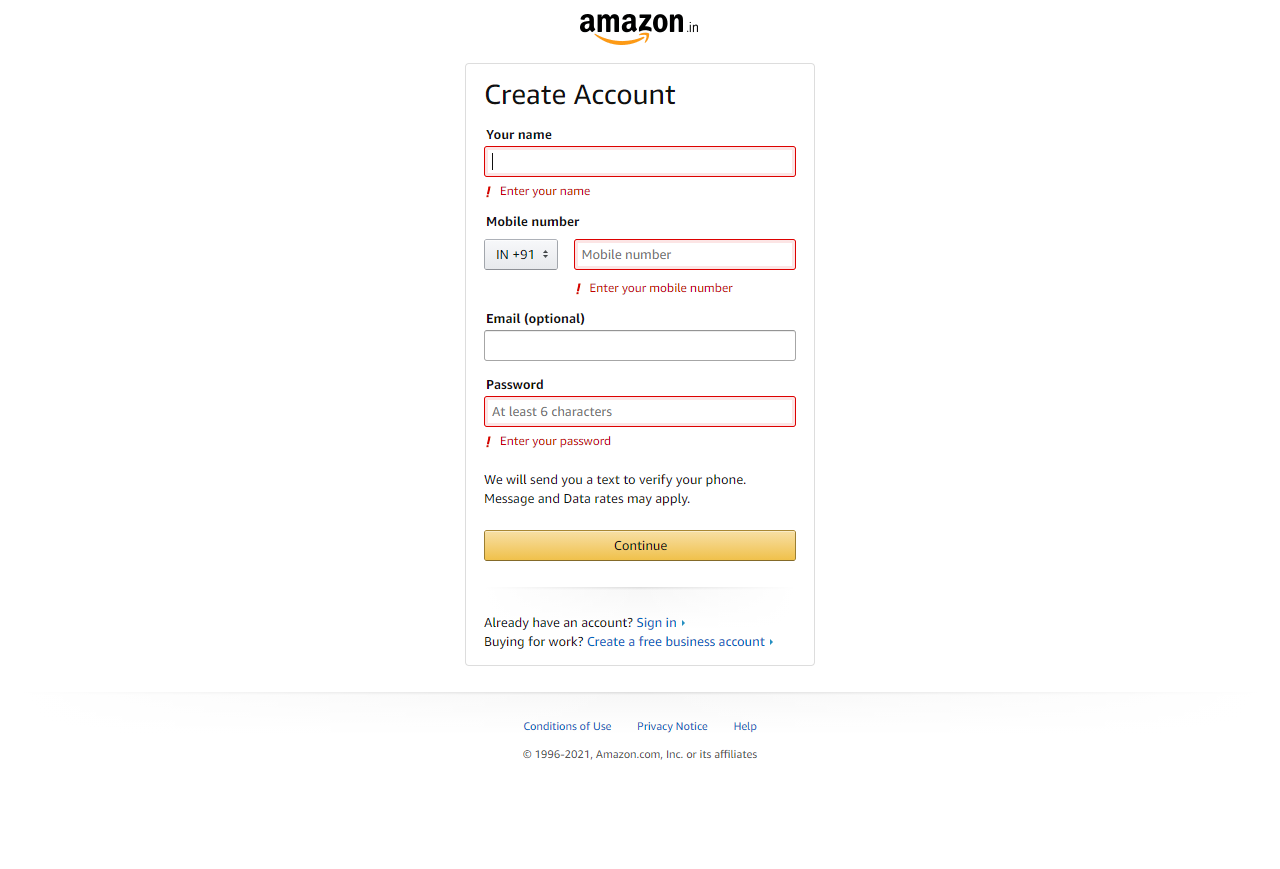 amazon.in
Create Account
Your name
! Enter your name
Mobile number
IN +91 Mobile number
! Enter your mobile number
Email (optional)
Password
At least 6 characters
! Enter your password
We will send you a text to verify your phone.
Message and Data rates may apply.
Continue
Already have an account? Sign in
Buying for work? Create a free business account
Conditions of Use Privacy Notice Help
© 1996-2021, Amazon.com, Inc. or its affiliates